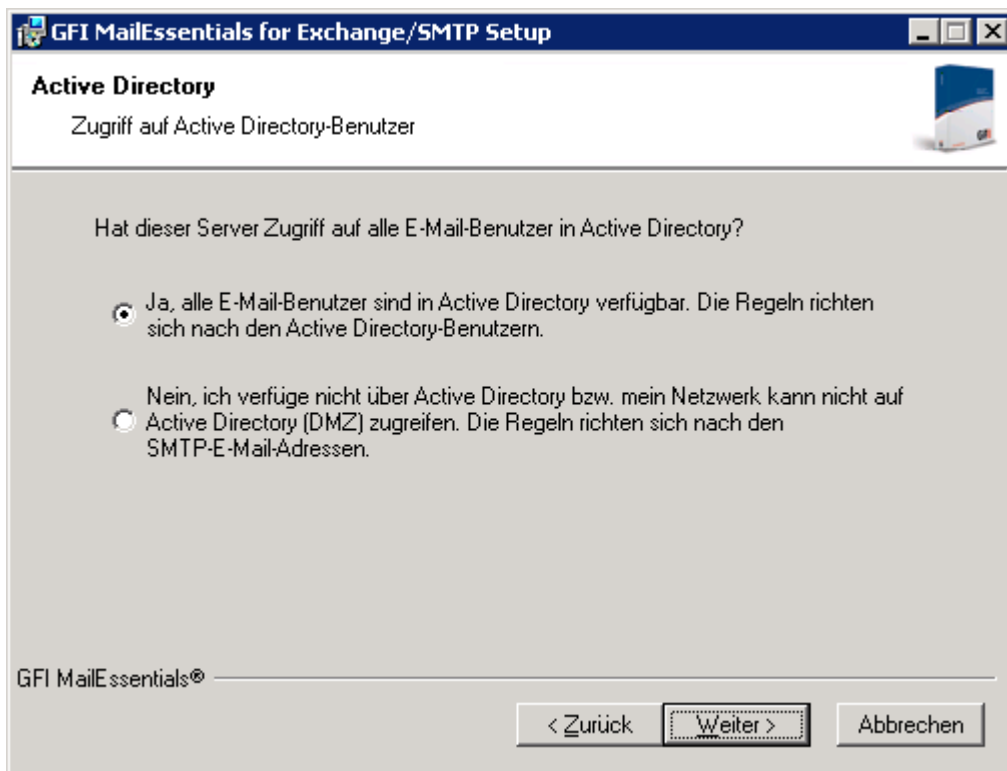 GFI MailEssentials for Exchange/SMTP Setup
Active Directory
Zugriff auf Active Directory-Benutzer
GFI
Hat dieser Server Zugriff auf alle E-Mail-Benutzer in Active Directory?
Ja, alle E-Mail-Benutzer sind in Active Directory verfügbar. Die Regeln richten
sich nach den Active Directory-Benutzern.
Nein, ich verfüge nicht über Active Directory bzw. mein Netzwerk kann nicht auf
Active Directory (DMZ) zugreifen. Die Regeln richten sich nach den
SMTP-E-Mail-Adressen.
GFI MailEssentials®
< Zurück
Weiter >
Abbrechen